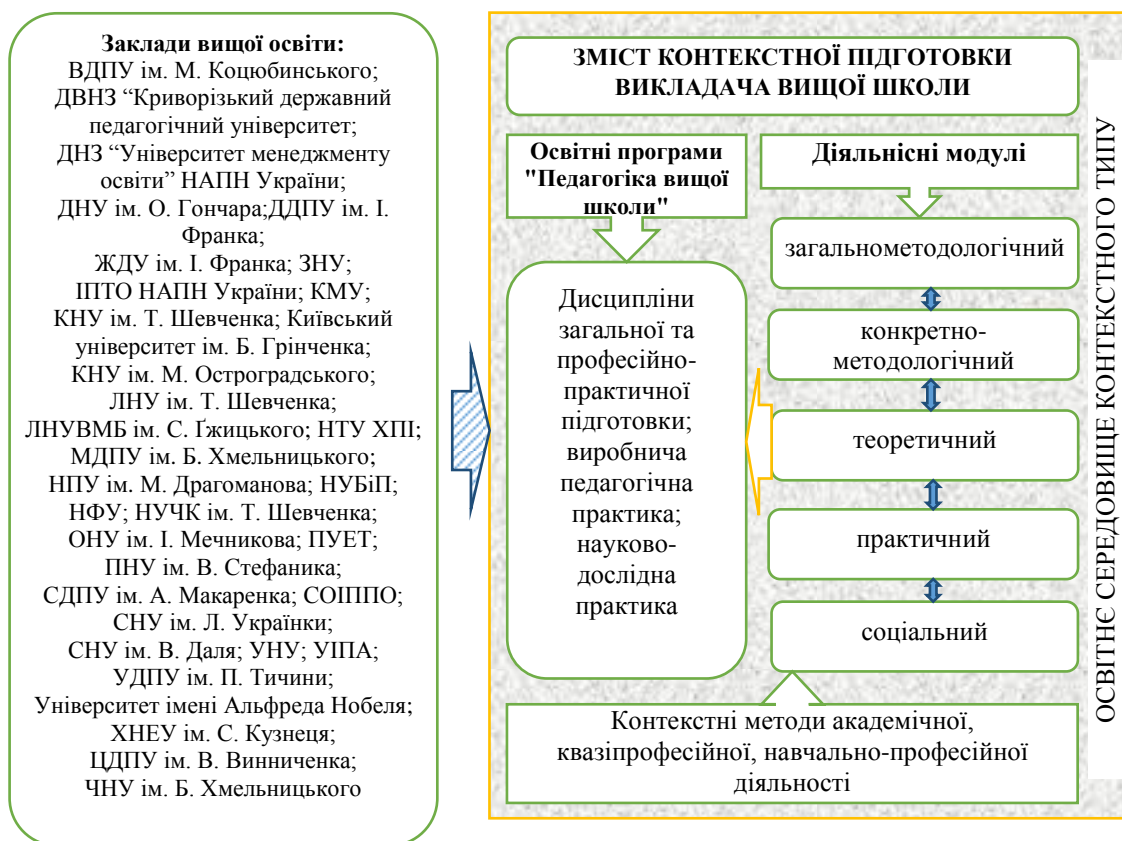 Заклади вищої освіти:
ВДПУ ім. М. Коцюбинського;
ДВНЗ “Криворізький державний
педагогічний університет;
ДНЗ “Університет менеджменту
освіти” НАПН України;
ДНУ ім. О. Гончара;ДДПУ ім. І.
Франка;
ЖДУ ім. І. Франка; ЗНУ;
ІПТО НАПН України; КМУ;
КНУ ім. Т. Шевченка; Київський
університет ім. Б. Грінченка;
КНУ ім. М. Остроградського;
ЛНУ ім. Т. Шевченка;
ЛНУВМБ ім. С. Ґжицького; НТУ ХПІ;
МДПУ ім. Б. Хмельницького;
НПУ ім. М. Драгоманова; НУБіП;
НФУ; НУЧК ім. Т. Шевченка;
ОНУ ім. І. Мечникова; ПУЕТ;
ПНУ ім. В. Стефаника;
СДПУ ім. А. Макаренка; СОІППО;
СНУ ім. Л. Українки;
СНУ ім. В. Даля; УНУ; УІПА;
УДПУ ім. П. Тичини;
Університет імені Альфреда Нобеля;
ХНЕУ ім. С. Кузнеця;
ЦДПУ ім. В. Винниченка;
ЧНУ ім. Б. Хмельницького
ЗМІСТ КОНТЕКСТНОЇ ПІДГОТОВКИ
ВИКЛАДАЧА ВИЩОЇ ШКОЛИ
Освітні програми
"Педагогіка вищої
школи"
Дисципліни
загальної та
професійно-
практичної
підготовки;
виробнича
педагогічна
практика;
науково-
дослідна
практика
Діяльнісні модулі
загальнометодологічний
конкретно-
методологічний
теоретичний
практичний
соціальний
Контекстні методи академічної,
квазіпрофесійної, навчально-професійної
діяльності
ОСВІТНЄ СЕРЕДОВИЩЕ КОНТЕКСТНОГО ТИПУ